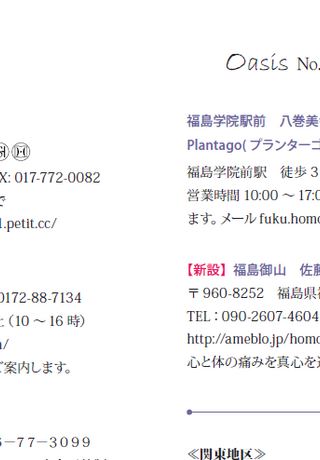 Oasis No.
X: 017-772-0082
で
l.petit.cc/
0172-88-7134
（10 ～ 16 時）
ご案内します。
６－７７－３０９９
福島学院駅前　八巻美
Plantago( プランターゴ
福島学院前駅　徒歩 3
営業時間 10:00 ～ 17:0
ます。メール fuku.homo
【新設】 福島御山　佐藤
〒960-8252　福島県福
TEL：090-2607-4604
http://ameblo.jp/homo
心と体の痛みを真心を
≪関東地区≫